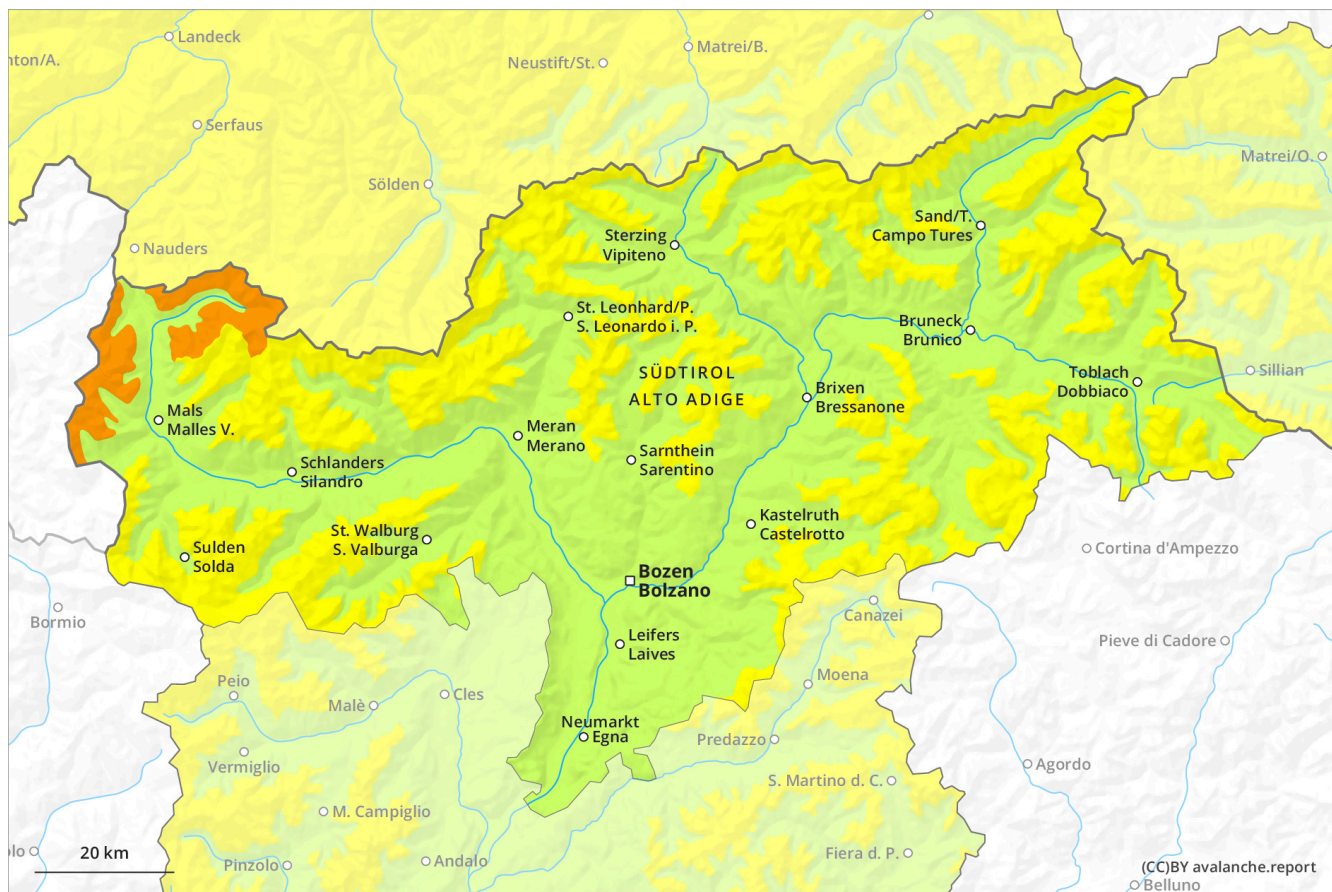 Landeck
Matrei/B.
nton/A.
Neustift/St.
Serfaus
Matrei/O.
Sölden
Sand/T.
Campo Tures
Sterzing
Vipiteno
Nauders
St. Leonhard/P.
S. Leonardo i. P.
Bruneck
Brunico
SÜDTIROL
ALTO ADIGE
Toblach
Dobbiaco
Sillian
Brixen
Bressanone
Mals
Malles V.
Meran
Merano
Sarnthein
Sarentino
Schlanders
Silandro
Kastelruth
Castelrotto
St. Walburg
S. Valburga
Sulden
Solda
Cortina d'Ampezzo
Bozen
Bolzano
Bormio
Canazei
Leifers
Laives
Pieve di Cadore
Peio
Malè
Cles
Moena
Neumarkt
Egna
Predazzo
Vermiglio
Agordo
S. Martino d. C.
M. Campiglio
olo
20 km
Pinzolo
Andalo
Fiera d. P.
(CC)BY avalanche.report
Belluno